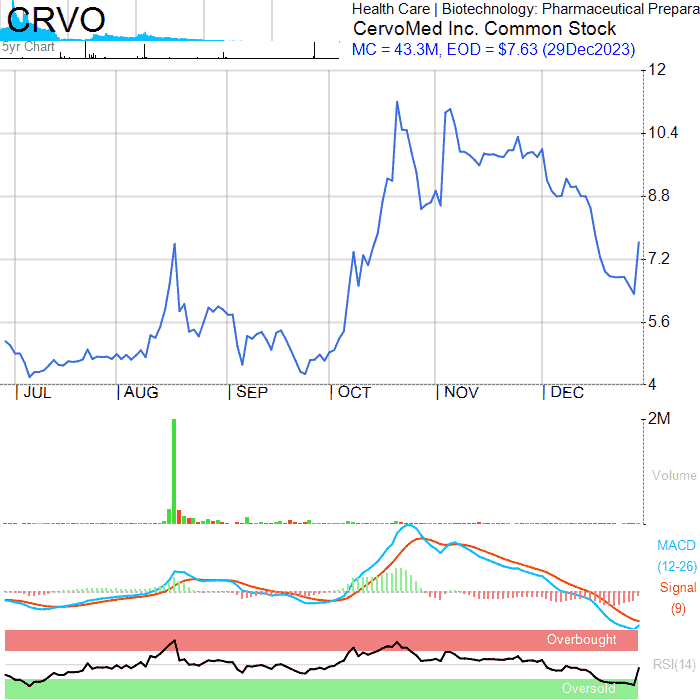 CRVO
Health Care | Biotechnology: Pharmaceutical Prepara
CervoMed Inc. Common Stock
5yr Chart
MC = 43.3M, EOD = $7.63 (29Dec2023)
12
10.4
8.8
7.2
5.6
4
| JUL | AUG | SEP | OCT | NOV | DEC
2M
Volume
MACD
(12-26)
Signal
(9)
Overbought
RSI(14)
Oversold